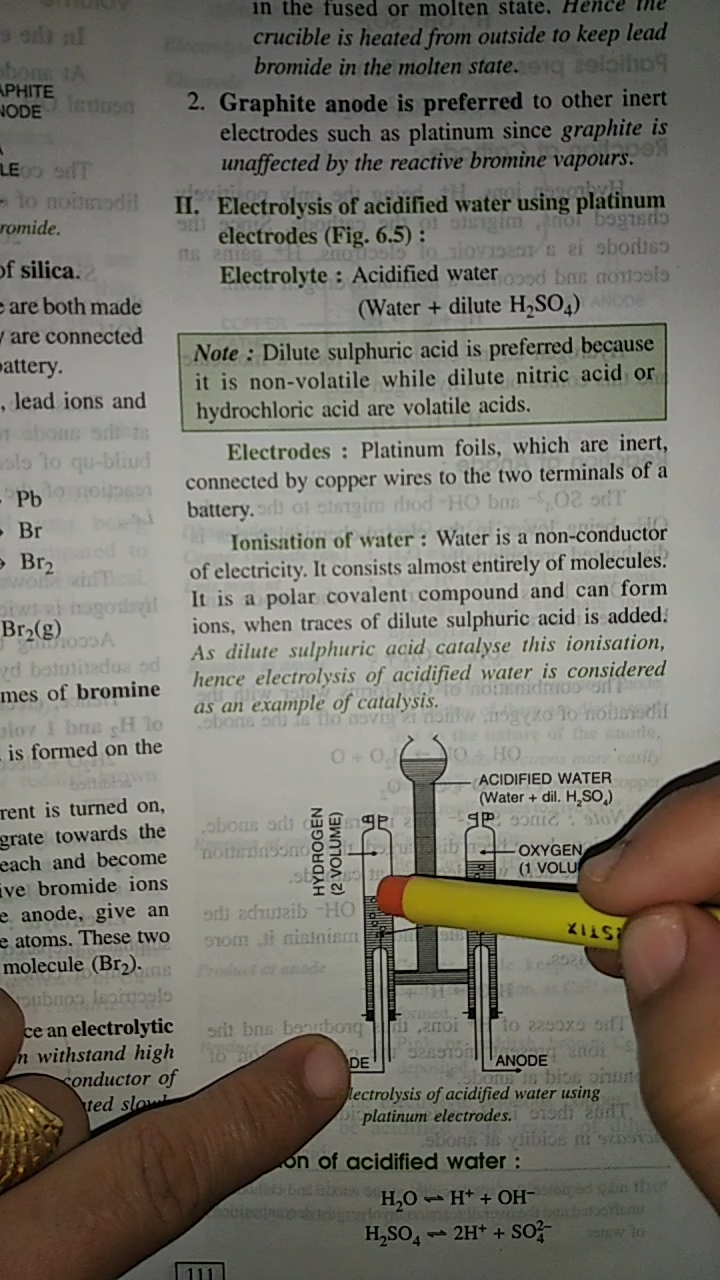 APHITE
NODE
LE
romide.
of silica.
e are both made
y are connected
battery.
, lead ions and
Pb
Br
Br₂
Br₂(g)
mes of bromine
is formed on the
rent is turned on,
grate towards the
each and become
ive bromide ions
e anode, give an
e atoms. These two
molecule (Br₂).
ce an electrolytic
n withstand high
conductor of
in the fused or molten state. Hence the
crucible is heated from outside to keep lead
bromide in the molten state.
2. Graphite anode is preferred to other inert
electrodes such as platinum since graphite is
unaffected by the reactive bromine vapours.
II. Electrolysis of acidified water using platinum
electrodes (Fig. 6.5) :
Electrolyte : Acidified water
(Water + dilute H₂SO₄)
Note : Dilute sulphuric acid is preferred because
it is non-volatile while dilute nitric acid or
hydrochloric acid are volatile acids.
Electrodes : Platinum foils, which are inert,
connected by copper wires to the two terminals of a
battery.
Ionisation of water : Water is a non-conductor
of electricity. It consists almost entirely of molecules.
It is a polar covalent compound and can form
ions, when traces of dilute sulphuric acid is added.
As dilute sulphuric acid catalyse this ionisation,
hence electrolysis of acidified water is considered
as an example of catalysis.
ACIDIFIED WATER
(Water + dil. H₂SO₄)
HYDROGEN
(2 VOLUME)
OXYGEN
(1 VOLU
STIX
DE
ANODE
lectrolysis of acidified water using
platinum electrodes.
on of acidified water :
H₂O ⇌ H⁺ + OH⁻
H₂SO₄ ⇌ 2H⁺ + SO₄²⁻
111